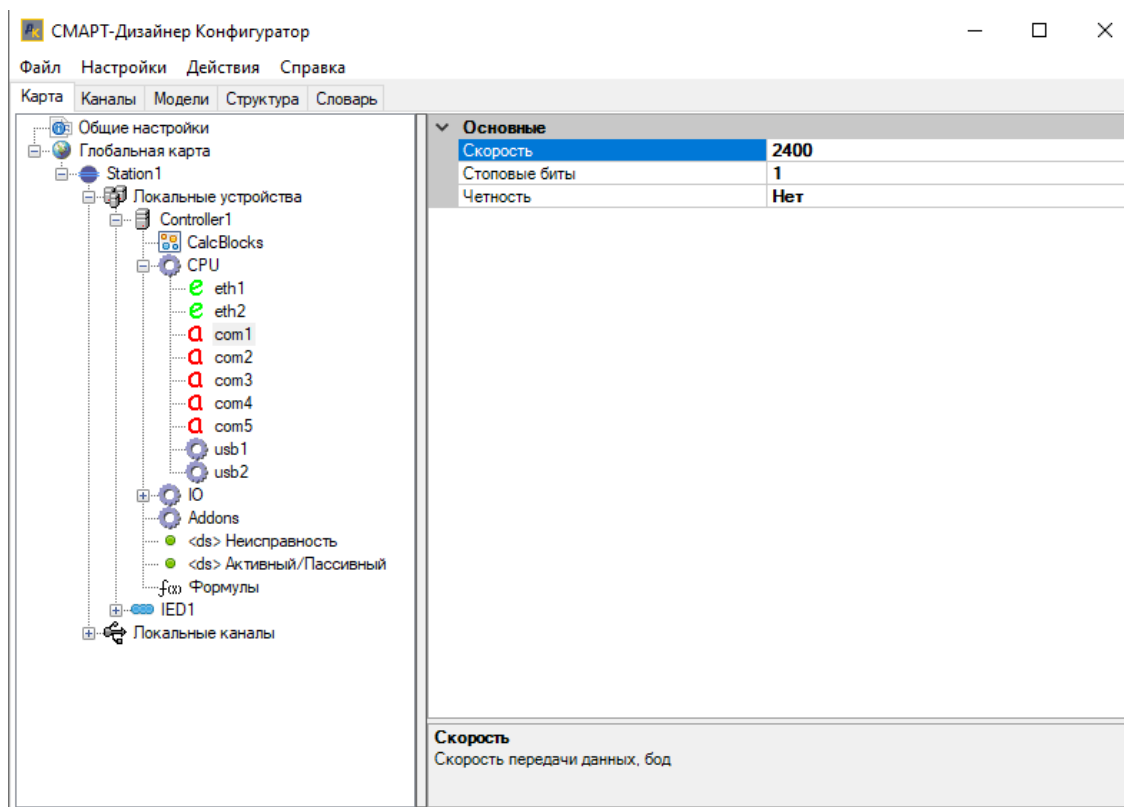 СМАРТ-Дизайнер Конфигуратор
Файл Настройки Действия Справка
Карта Каналы Модели Структура Словарь
Общие настройки
Глобальная карта
Station1
Локальные устройства
Controller1
CalcBlocks
CPU
eth1
eth2
com1
com2
com3
com4
com5
usb1
usb2
IO
Addons
<ds> Неисправность
<ds> Активный/Пассивный
f(x) Формулы
IED1
Локальные каналы
Основные
Скорость 2400
Стоповые биты 1
Четность Нет
Скорость
Скорость передачи данных, бод